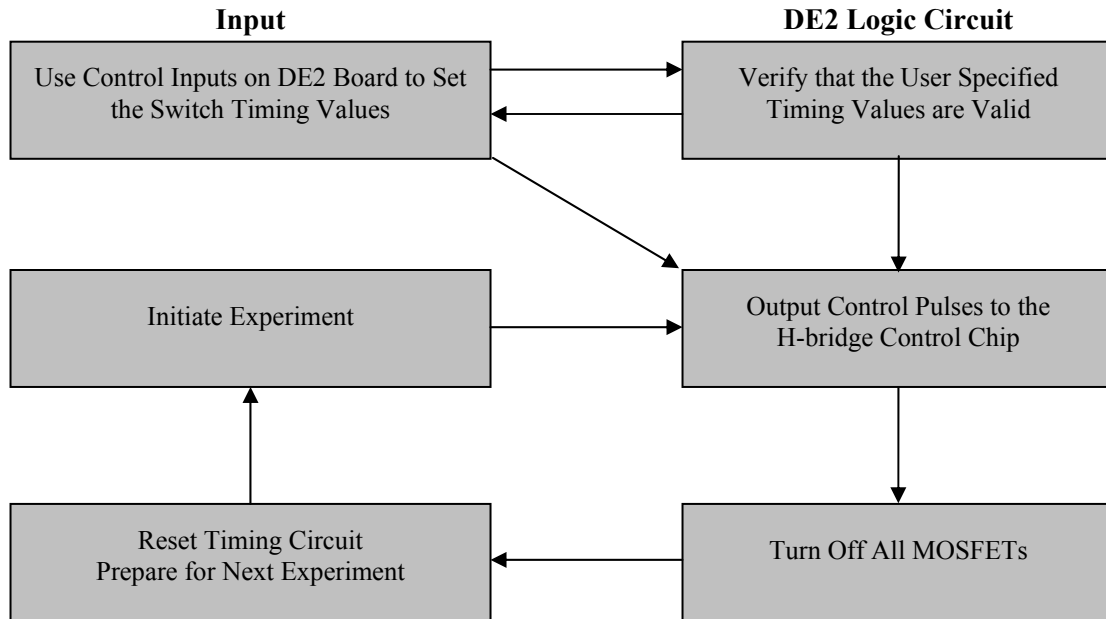 Input
DE2 Logic Circuit
Use Control Inputs on DE2 Board to Set
the Switch Timing Values
Verify that the User Specified
Timing Values are Valid
Initiate Experiment
Output Control Pulses to the
H-bridge Control Chip
Reset Timing Circuit
Prepare for Next Experiment
Turn Off All MOSFETs